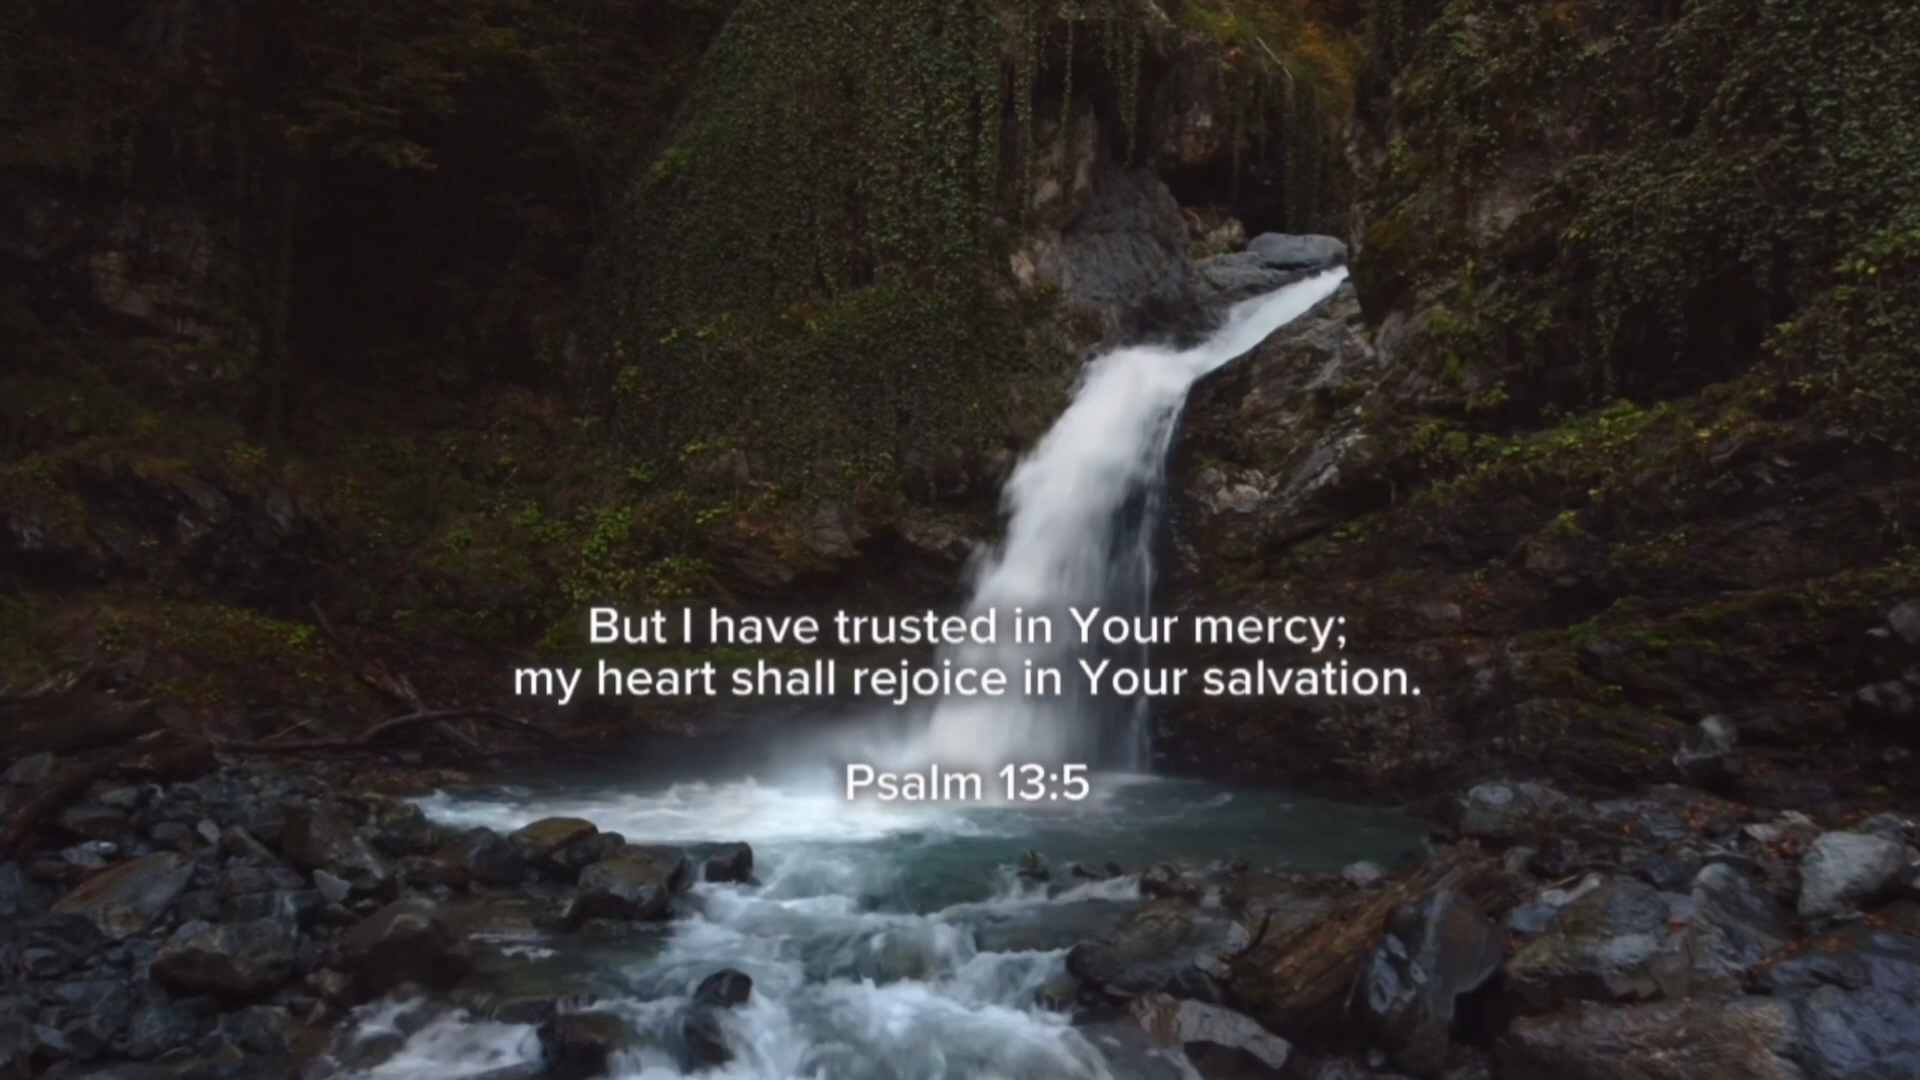 But I have trusted in Your mercy;
my heart shall rejoice in Your salvation.
Psalm 13:5